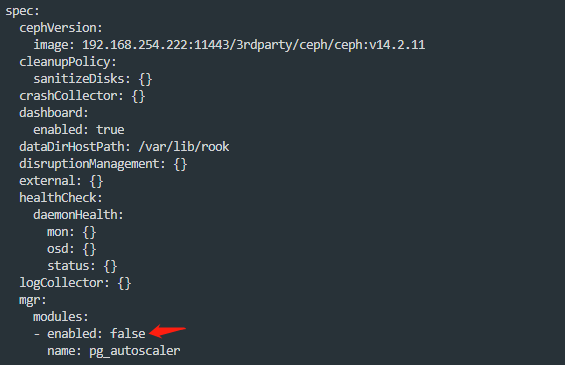 spec:
  cephVersion:
    image: 192.168.254.222:11443/3rdparty/ceph/ceph:v14.2.11
  cleanupPolicy:
    sanitizeDisks: {}
  crashCollector: {}
  dashboard:
    enabled: true
  dataDirHostPath: /var/lib/rook
  disruptionManagement: {}
  external: {}
  healthCheck:
    daemonHealth:
      mon: {}
      osd: {}
      status: {}
  logCollector: {}
  mgr:
    modules:
    - enabled: false
      name: pg_autoscaler